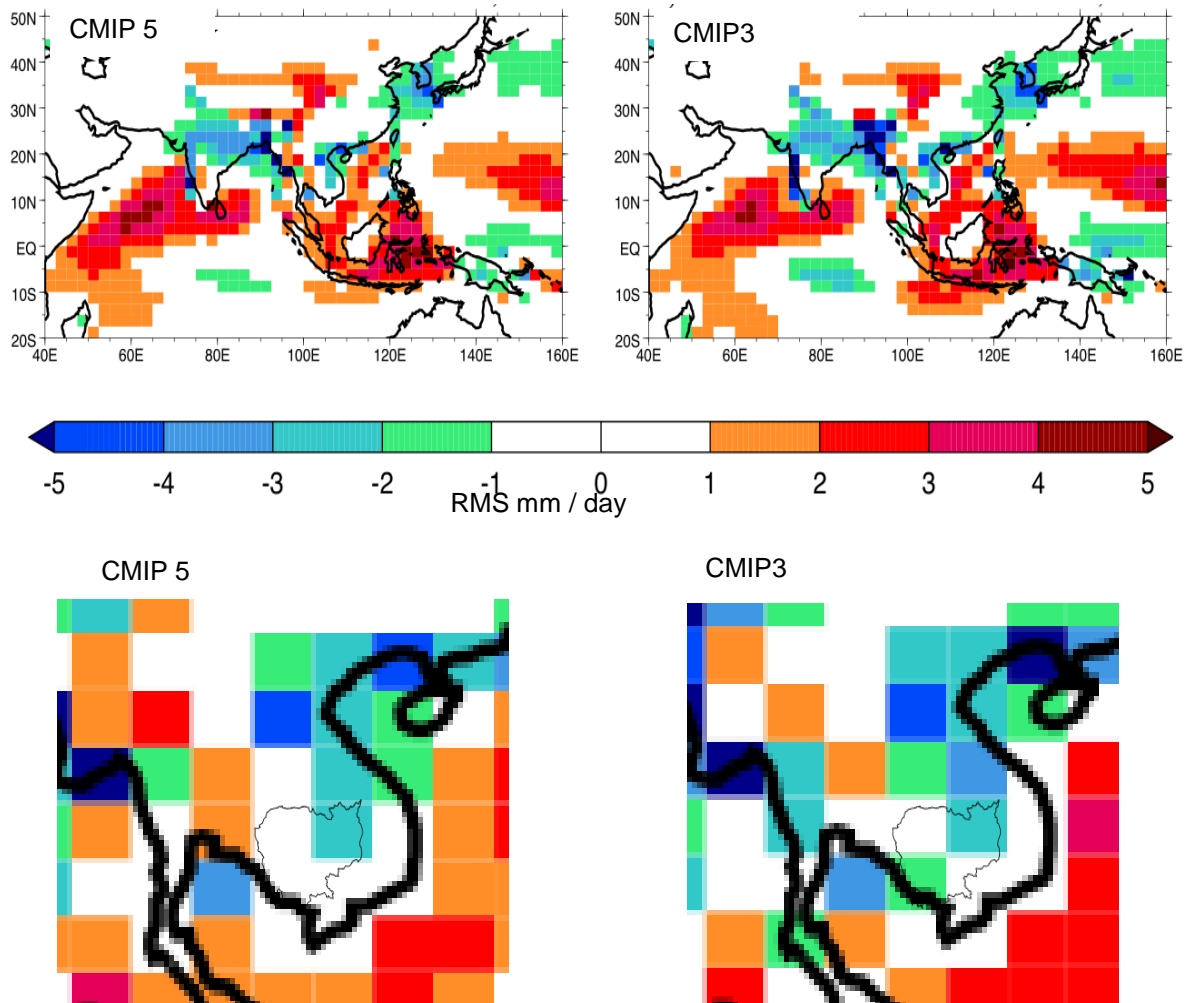 CMIP 5
CMIP3
50N
40N
30N
20N
10N
EQ
10S
20S
40E 60E 80E 100E 120E 140E 160E
50N
40N
30N
20N
10N
EQ
10S
20S
40E 60E 80E 100E 120E 140E 160E
-5 -4 -3 -2 -1 0 1 2 3 4 5
RMS mm / day
CMIP 5
CMIP3